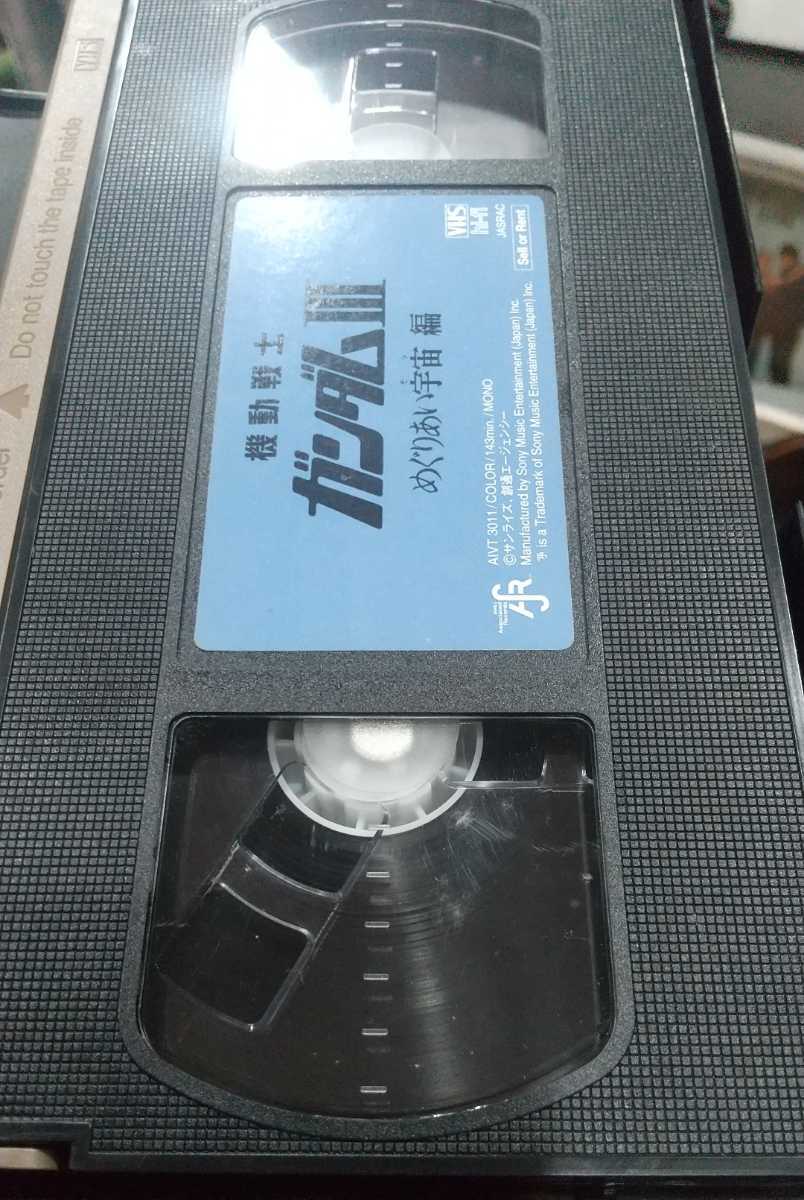 機動戦士
ガンダムIII
めぐりあい宇宙編
VHS
hi-fi
JASRAC
Sell or Rent
AIVT 3011/COLOR/143min./MONO
©サンライズ、創通エージェンシー
Manufactured by Sony Music Entertainment (Japan) Inc.
is a Trademark of Sony Music Entertainment (Japan) Inc.
VHS
Do not touch the tape inside